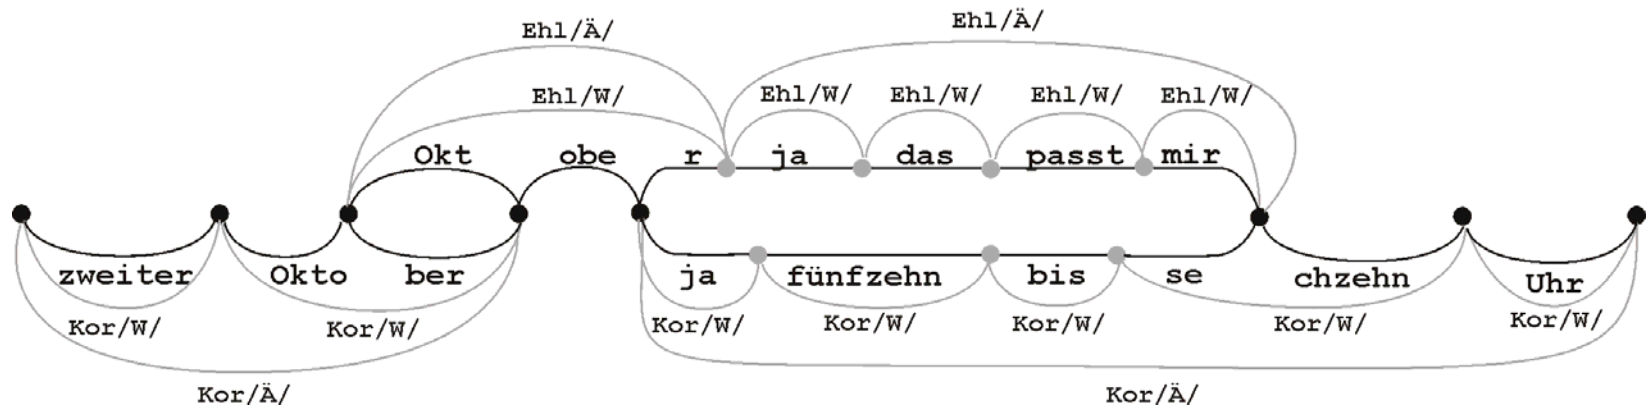 Ehl/Ä/ Ehl/Ä/
Ehl/W/ Ehl/W/ Ehl/W/ Ehl/W/ Ehl/W/
Okt obe r ja das passt mir
zweiter Okto ber ja fünfzehn bis se chzehn Uhr
Kor/W/ Kor/W/ Kor/W/ Kor/W/ Kor/W/ Kor/W/ Kor/W/
Kor/Ä/ Kor/Ä/